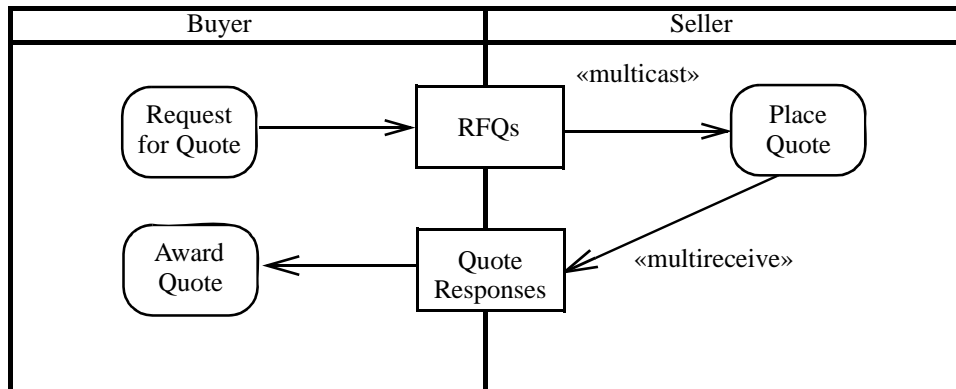 Buyer
Seller
«multicast»
Request
for Quote
RFQs
Place
Quote
Award
Quote
Quote
Responses
«multireceive»